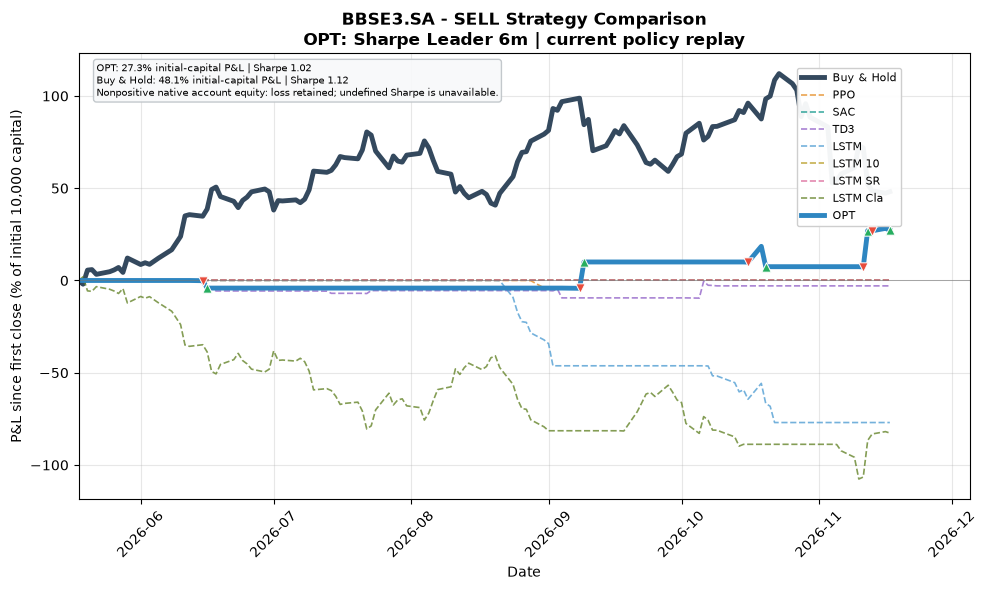 BBSE3.SA - SELL Strategy Comparison
OPT: Sharpe Leader 6m | current policy replay
OPT: 27.3% initial-capital P&L | Sharpe 1.02
Buy & Hold: 48.1% initial-capital P&L | Sharpe 1.12
Nonpositive native account equity: loss retained; undefined Sharpe is unavailable.
Buy & Hold
PPO
SAC
TD3
LSTM
LSTM 10
LSTM SR
LSTM Cla
OPT
P&L since first close (% of initial 10,000 capital)
100
50
0
−50
−100
2026-06
2026-07
2026-08
2026-09
2026-10
2026-11
2026-12
Date